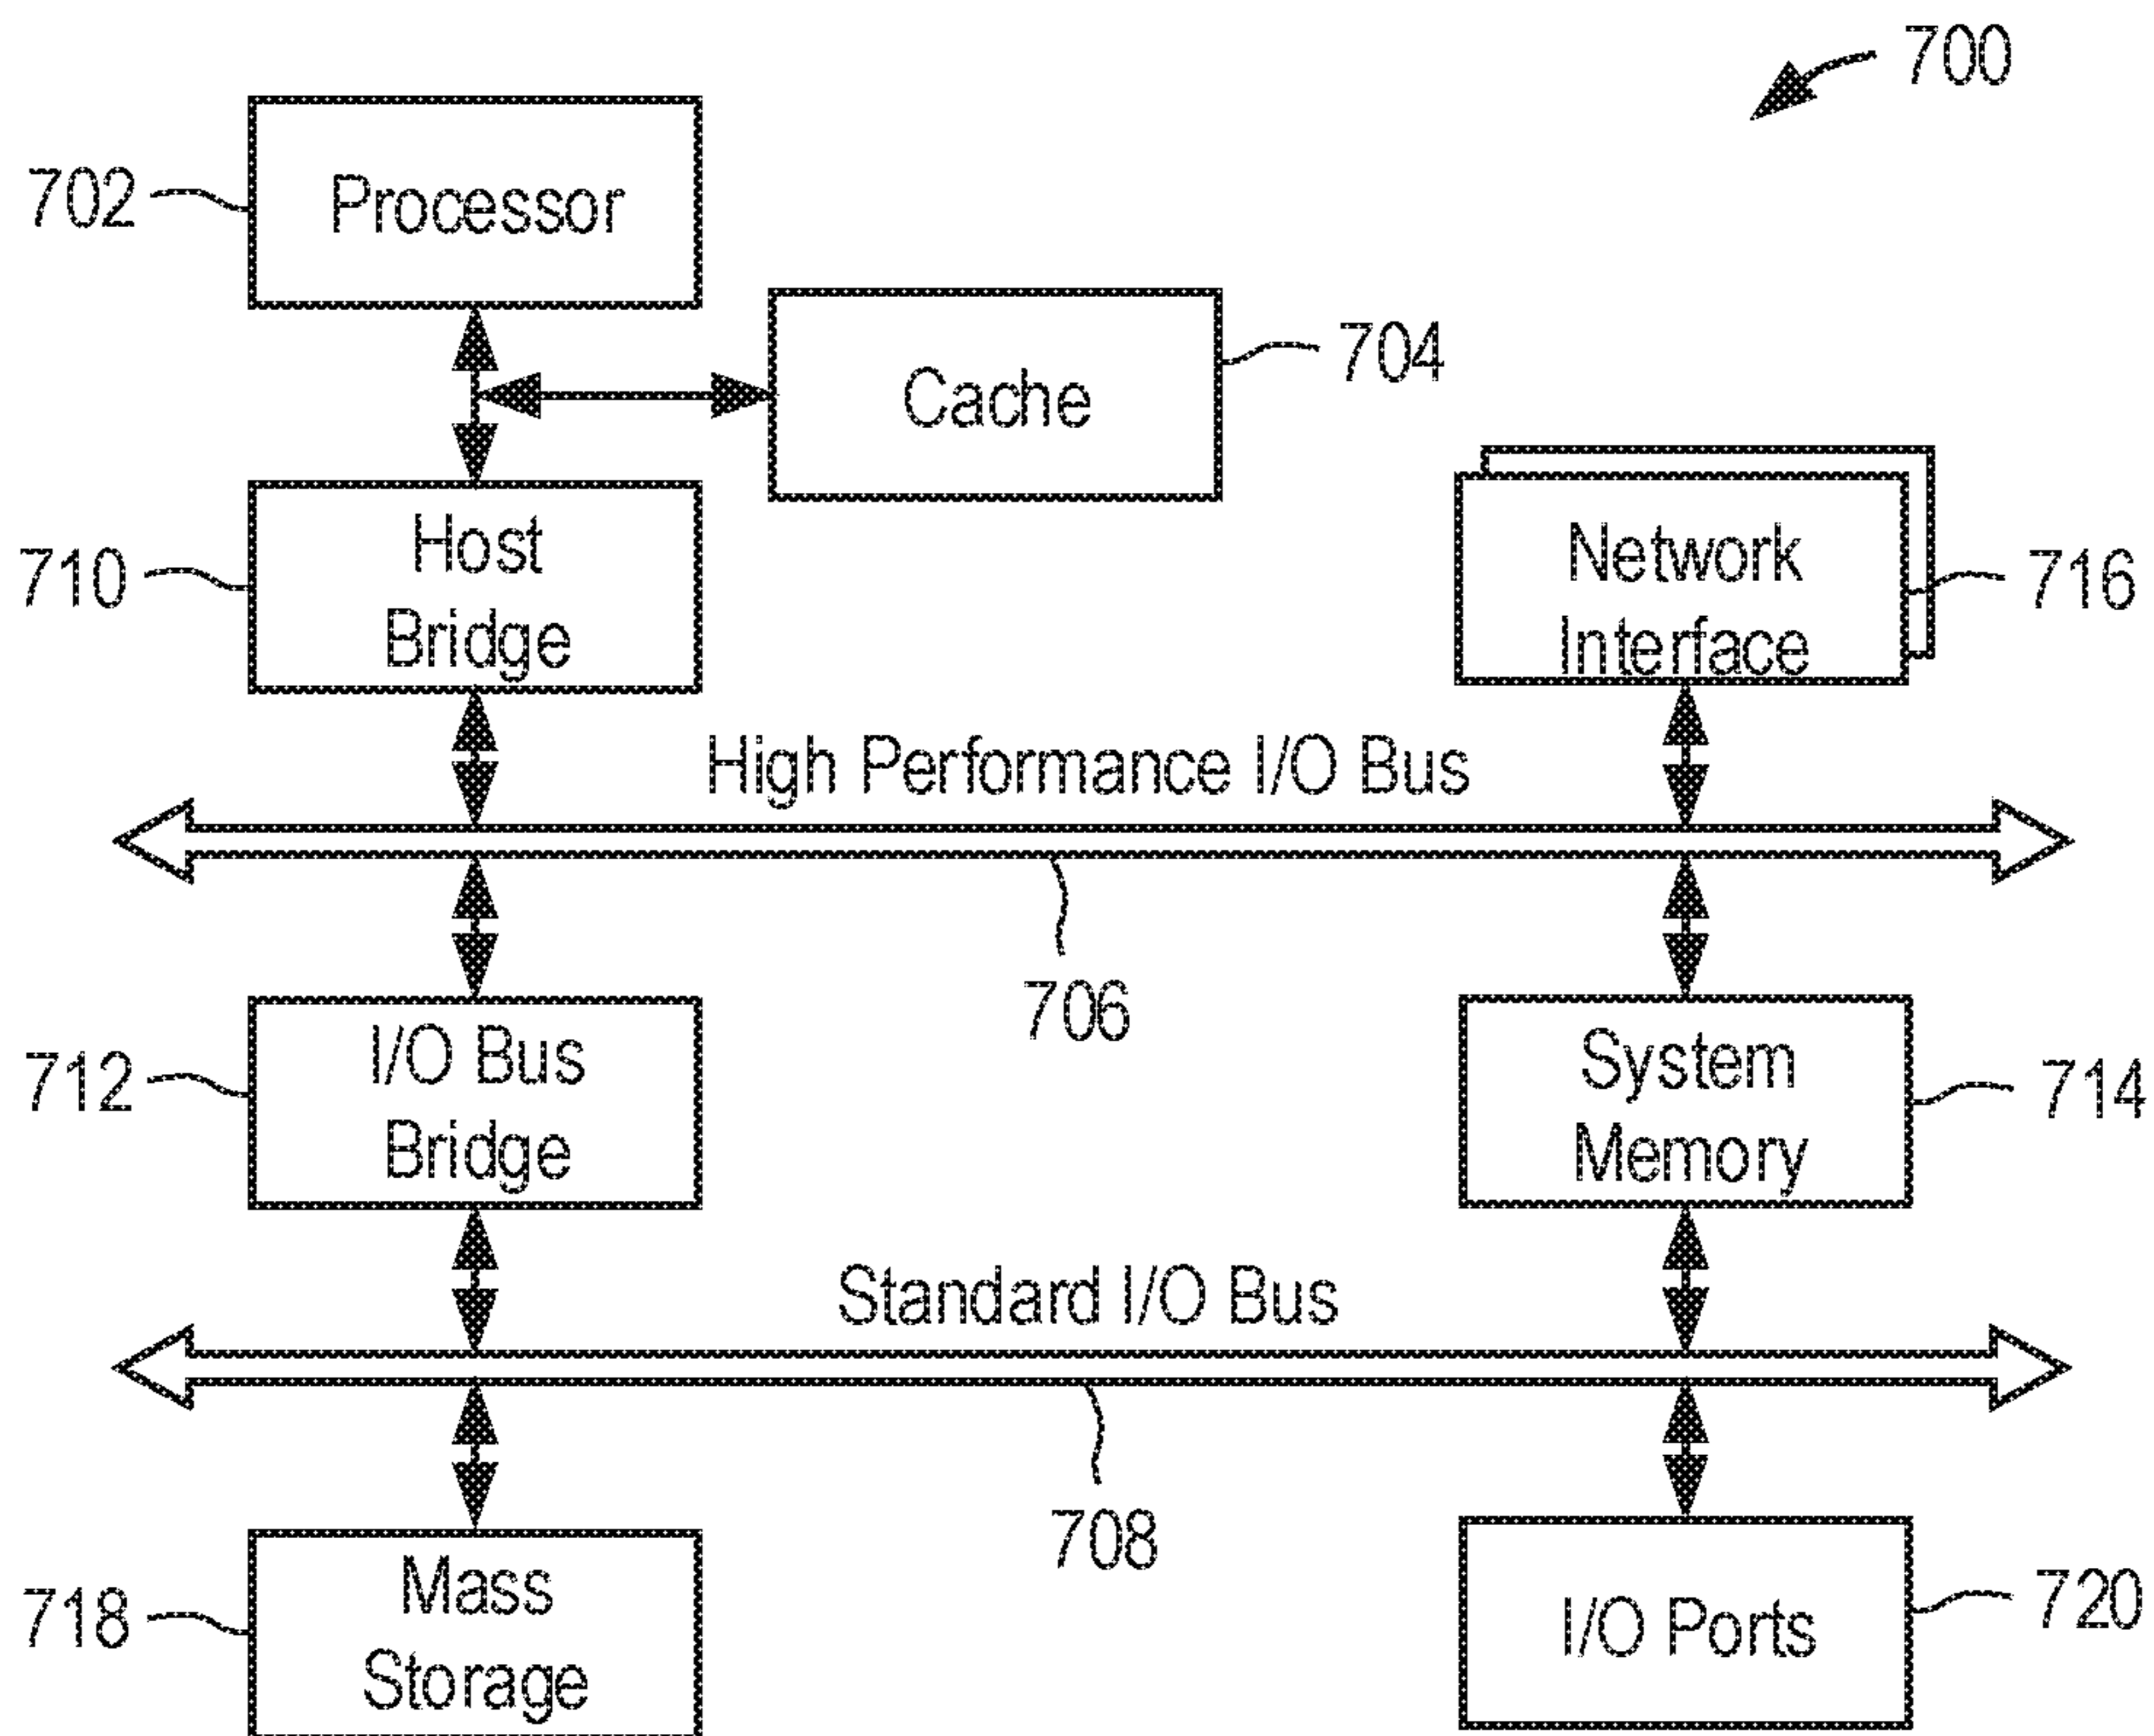 700
702
Processor
704
Cache
710
Host
Bridge
Network
Interface
716
High Performance I/O Bus
706
712
I/O Bus
Bridge
System
Memory
714
Standard I/O Bus
708
718
Mass
Storage
I/O Ports
720